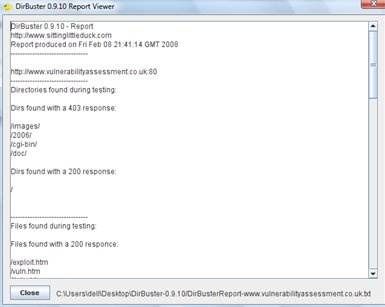 DirBuster 0.9.10 Report Viewer
DirBuster 0.9.10 - Report
http://www.sittinglittleduck.com
Report produced on Fri Feb 08 21:41:14 GMT 2008
--------------------------------
http://www.vulnerabilityassessment.co.uk:80
--------------------------------
Directories found during testing:
Dirs found with a 403 response:
/images/
/2006/
/cgi-bin/
/doc/
Dirs found with a 200 response:
/
--------------------------------
Files found during testing:
Files found with a 200 responce:
/exploit.htm
/vuln.htm
Close
C:\Users\dell\Desktop\DirBuster-0.9.10/DirBusterReport-www.vulnerabilityassessment.co.uk.txt